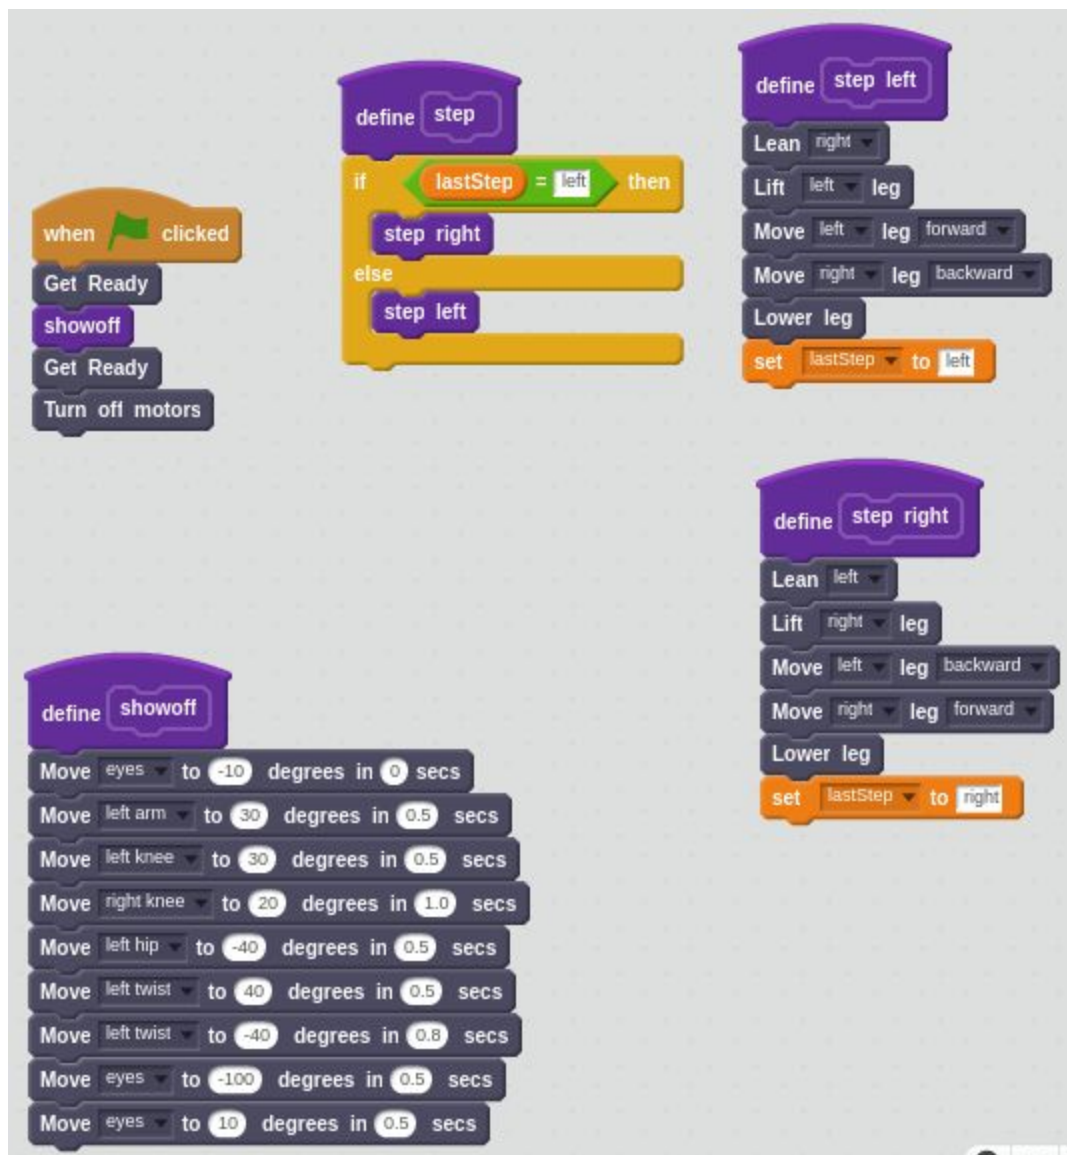 when clicked
Get Ready
showoff
Get Ready
Turn off motors
define step
if lastStep = left then
step right
else
step left
define step left
Lean right
Lift left leg
Move left leg forward
Move right leg backward
Lower leg
set lastStep to left
define step right
Lean left
Lift right leg
Move left leg backward
Move right leg forward
Lower leg
set lastStep to right
define showoff
Move eyes to -10 degrees in 0 secs
Move left arm to 30 degrees in 0.5 secs
Move left knee to 30 degrees in 0.5 secs
Move right knee to 20 degrees in 1.0 secs
Move left hip to -40 degrees in 0.5 secs
Move left twist to 40 degrees in 0.5 secs
Move left twist to -40 degrees in 0.8 secs
Move eyes to -100 degrees in 0.5 secs
Move eyes to 10 degrees in 0.5 secs